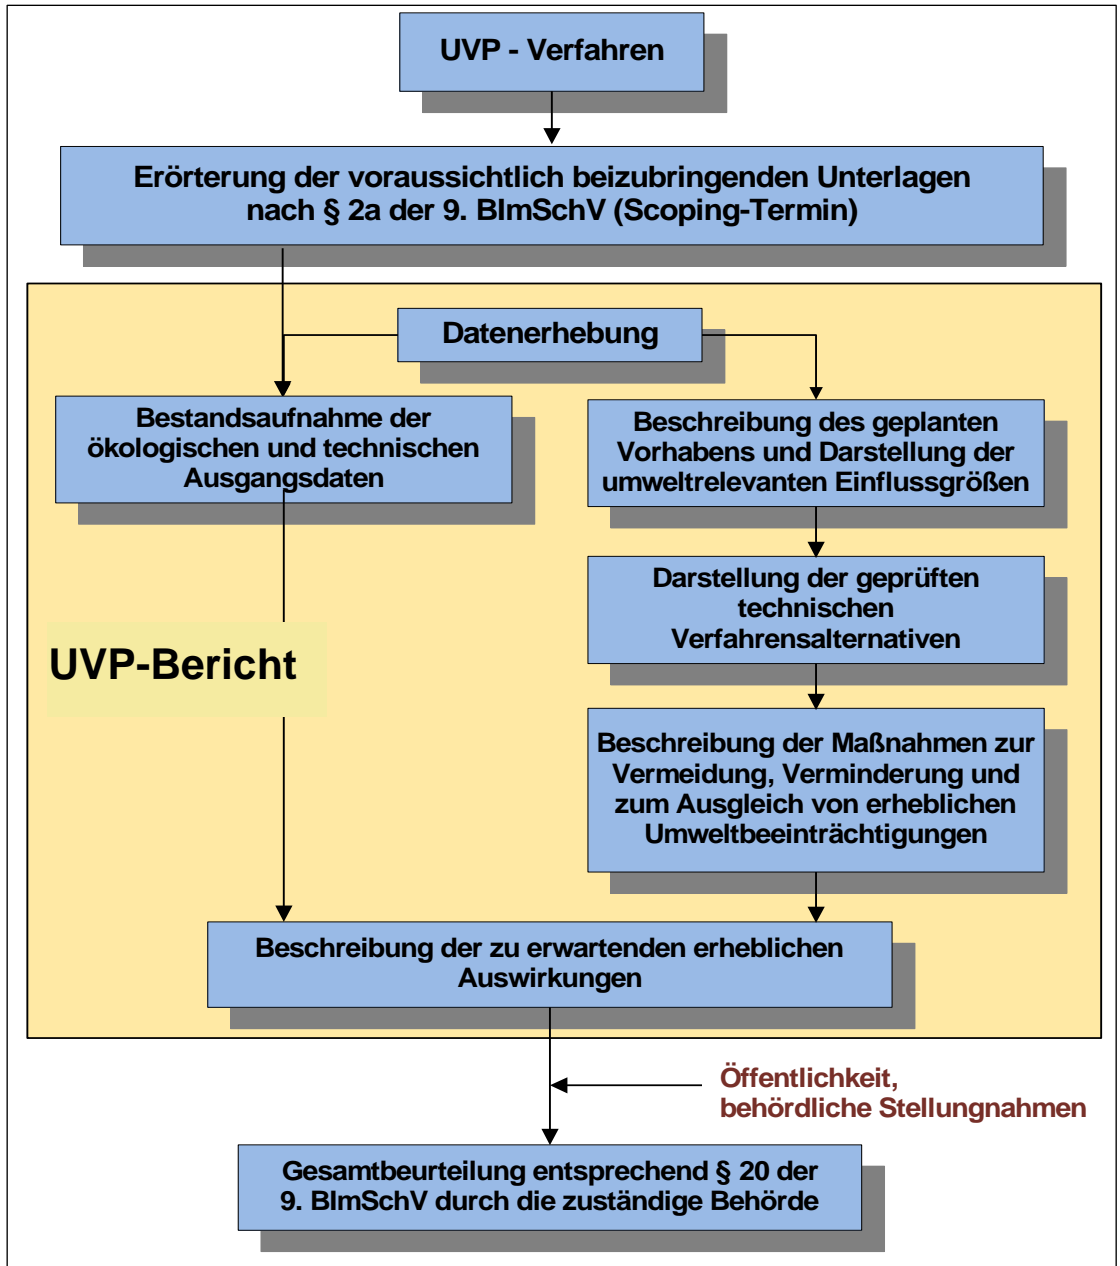 UVP - Verfahren
Erörterung der voraussichtlich beizubringenden Unterlagen
nach § 2a der 9. BImSchV (Scoping-Termin)
Datenerhebung
Bestandsaufnahme der
ökologischen und technischen
Ausgangsdaten
Beschreibung des geplanten
Vorhabens und Darstellung der
umweltrelevanten Einflussgrößen
Darstellung der geprüften
technischen
Verfahrensalternativen
UVP-Bericht
Beschreibung der Maßnahmen zur
Vermeidung, Verminderung und
zum Ausgleich von erheblichen
Umweltbeeinträchtigungen
Beschreibung der zu erwartenden erheblichen
Auswirkungen
Öffentlichkeit,
behördliche Stellungnahmen
Gesamtbeurteilung entsprechend § 20 der
9. BImSchV durch die zuständige Behörde